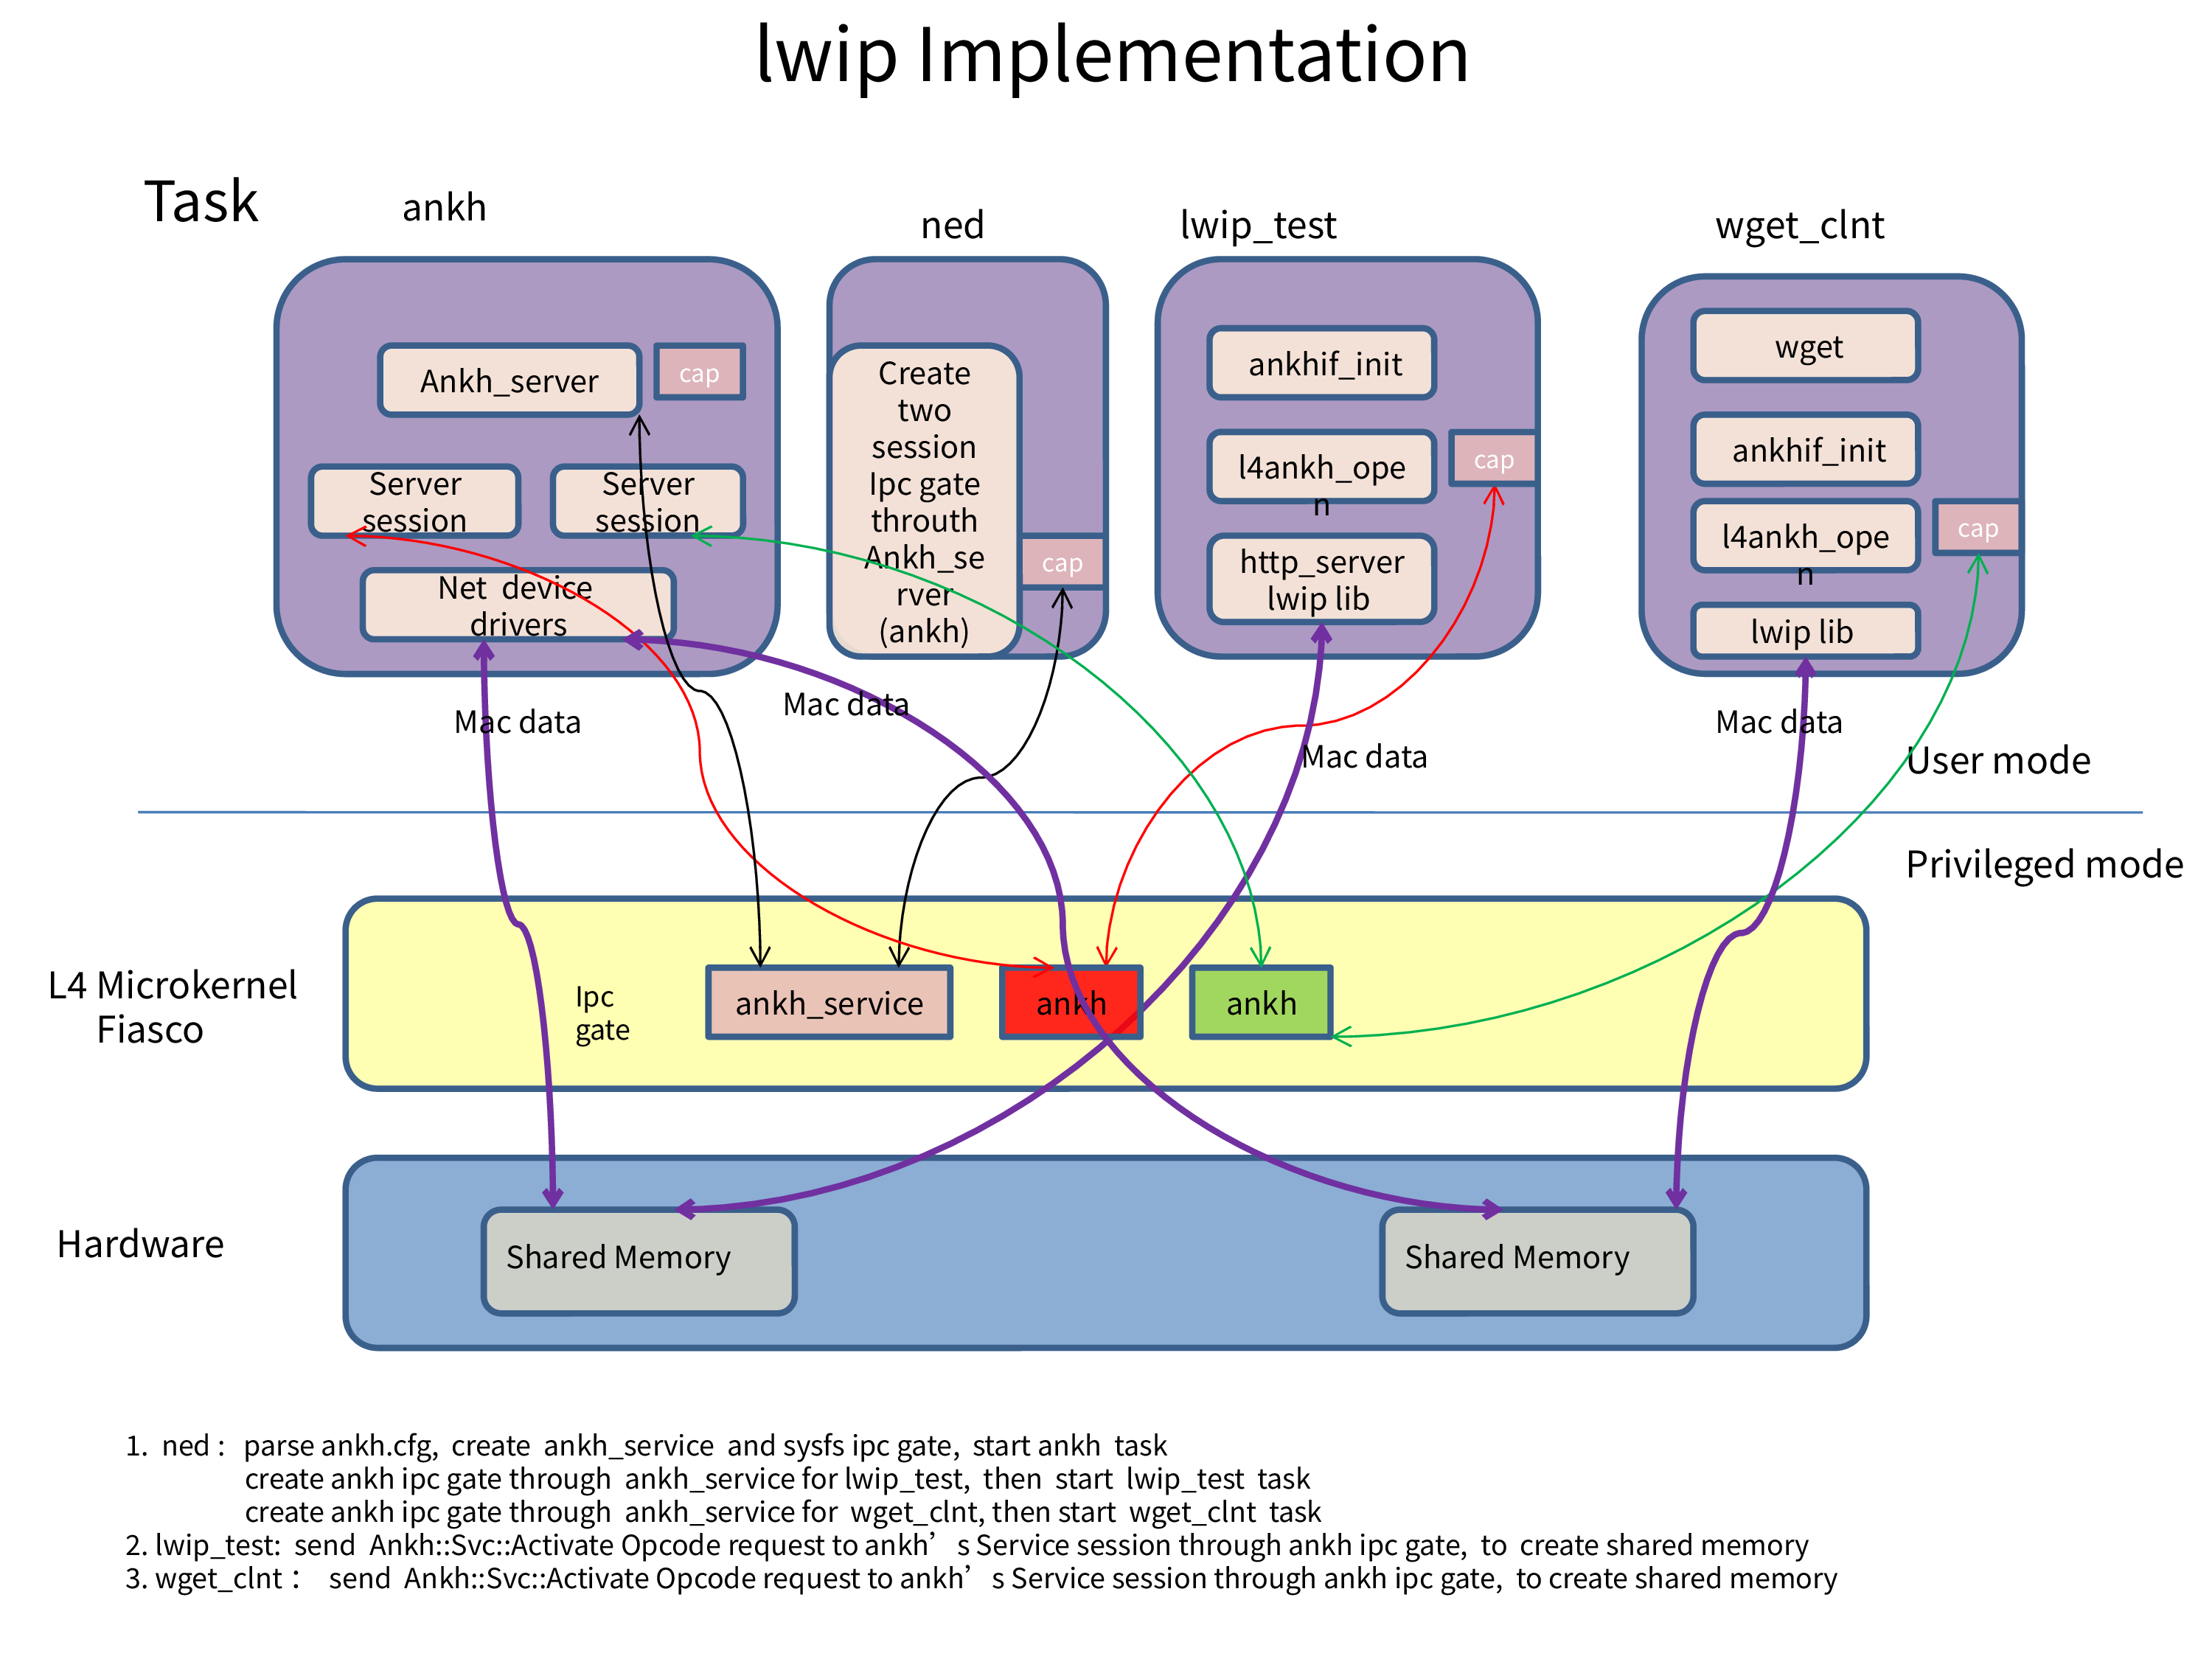 lwip Implementation
Task
ankh
ned
lwip_test
wget_clnt
Ankh_server
cap
Server
session
Server
session
Net  device
drivers
Create
two
session
Ipc gate
throuth
Ankh_se
rver
(ankh)
cap
ankhif_init
l4ankh_ope
n
cap
http_server
lwip lib
wget
ankhif_init
l4ankh_ope
n
cap
lwip lib
Mac data
Mac data
Mac data
Mac data
User mode
Privileged mode
L4 Microkernel
Fiasco
Ipc
gate
ankh_service
ankh
ankh
Hardware
Shared Memory
Shared Memory
1.  ned :   parse ankh.cfg,  create  ankh_service  and sysfs ipc gate,  start ankh  task
create ankh ipc gate through  ankh_service for lwip_test,  then  start  lwip_test  task
create ankh ipc gate through  ankh_service for  wget_clnt, then start  wget_clnt  task
2. lwip_test:  send  Ankh::Svc::Activate Opcode request to ankh’s Service session through ankh ipc gate,  to  create shared memory
3. wget_clnt：  send  Ankh::Svc::Activate Opcode request to ankh’s Service session through ankh ipc gate,  to create shared memory